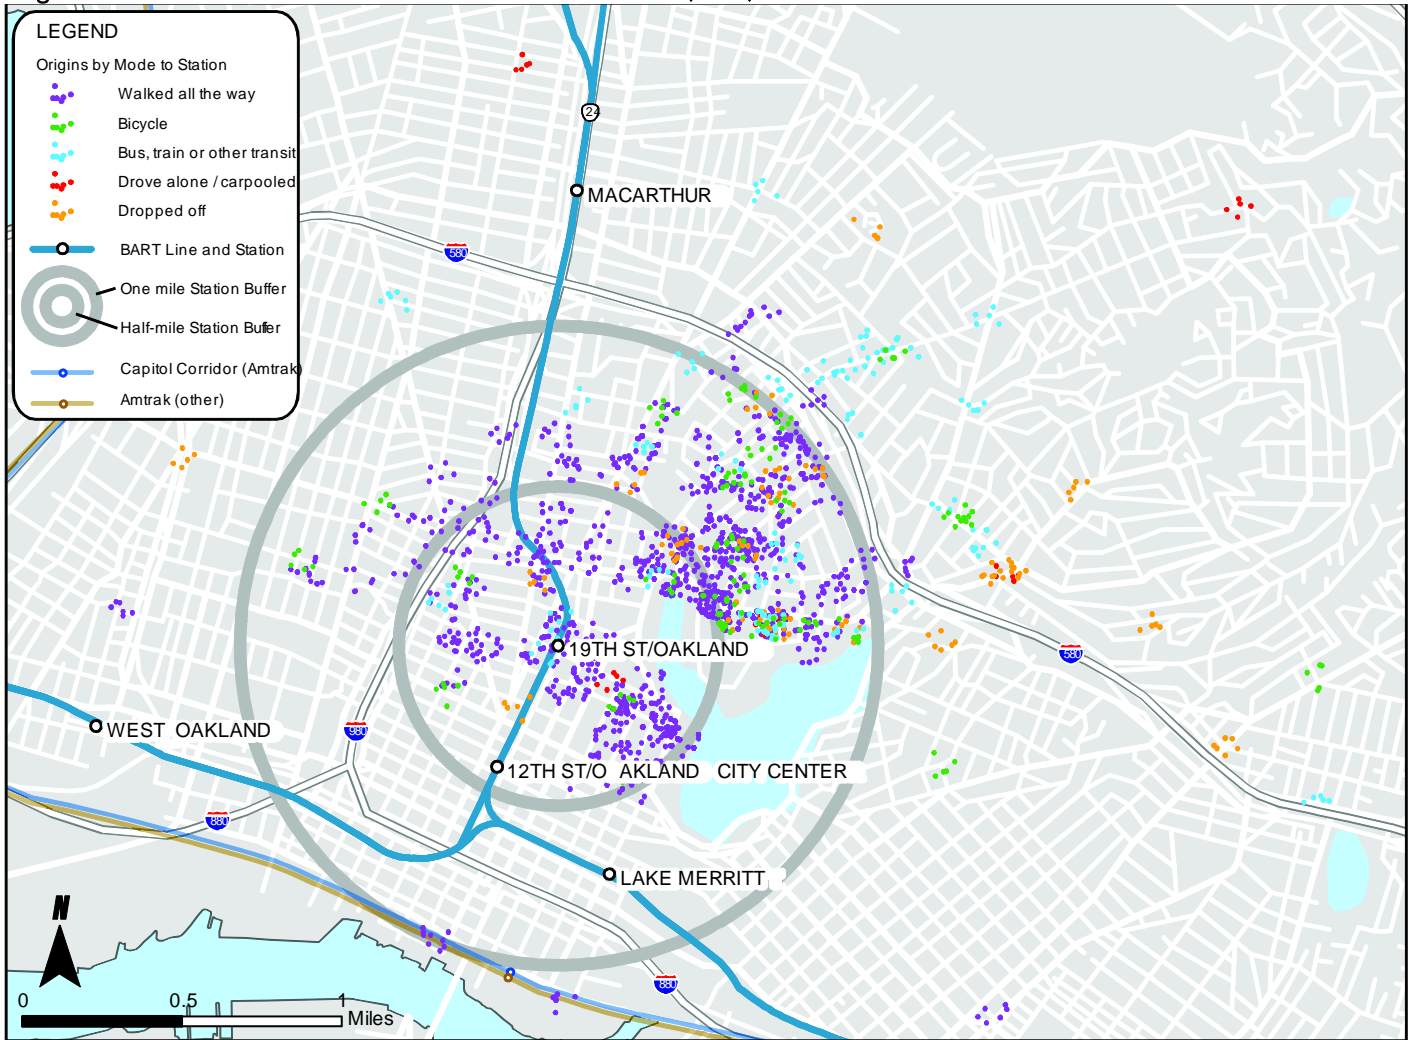 LEGEND
Origins by Mode to Station
Walked all the way
Bicycle
Bus, train or other transit
Drove alone / carpooled
Dropped off
BART Line and Station
One mile Station Buffer
Half-mile Station Buffer
Capitol Corridor (Amtrak)
Amtrak (other)
24
MACARTHUR
580
19TH ST/OAKLAND
580
WEST OAKLAND
980
12TH ST/O AKLAND CITY CENTER
880
LAKE MERRITT
N
880
0 0.5 1
Miles